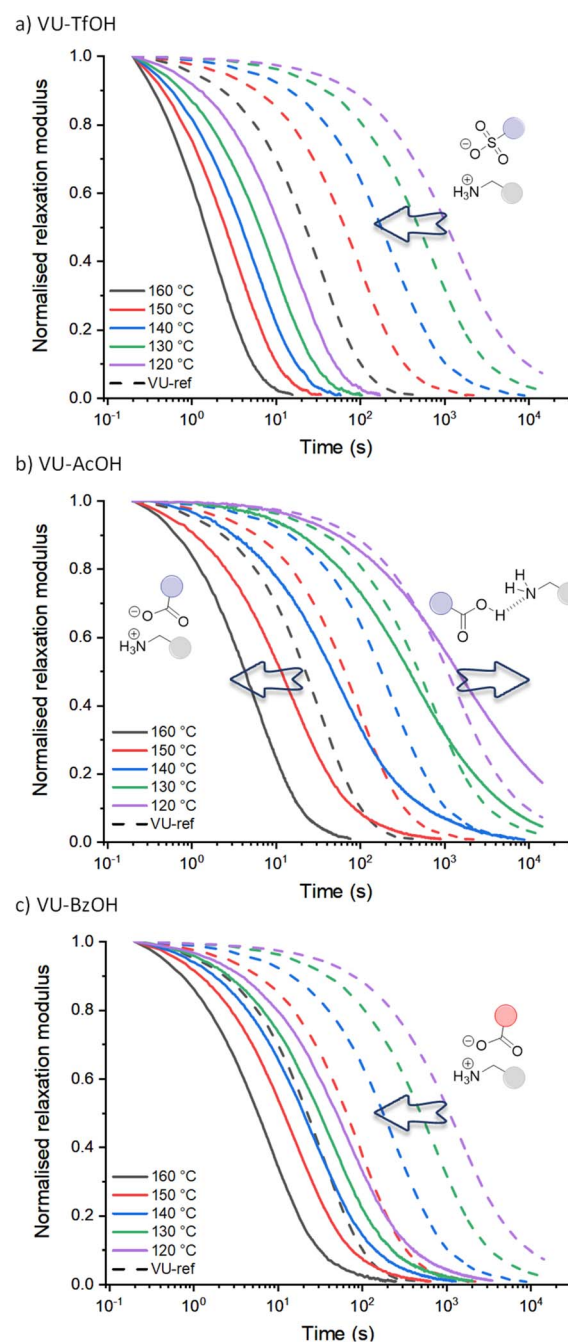 a) VU-TfOH
Normalised relaxation modulus
1.0
0.8
0.6
0.4
0.2
0.0
160 °C
150 °C
140 °C
130 °C
120 °C
VU-ref
⊖O
S
O
O
H₃N⊕
10⁻¹ 10⁰ 10¹ 10² 10³ 10⁴
Time (s)
b) VU-AcOH
Normalised relaxation modulus
1.0
0.8
0.6
0.4
0.2
0.0
⊖O
O
H₃N⊕
O
H
O
H
H
N
160 °C
150 °C
140 °C
130 °C
120 °C
VU-ref
10⁻¹ 10⁰ 10¹ 10² 10³ 10⁴
Time (s)
c) VU-BzOH
Normalised relaxation modulus
1.0
0.8
0.6
0.4
0.2
0.0
⊖O
O
H₃N⊕
160 °C
150 °C
140 °C
130 °C
120 °C
VU-ref
10⁻¹ 10⁰ 10¹ 10² 10³ 10⁴
Time (s)